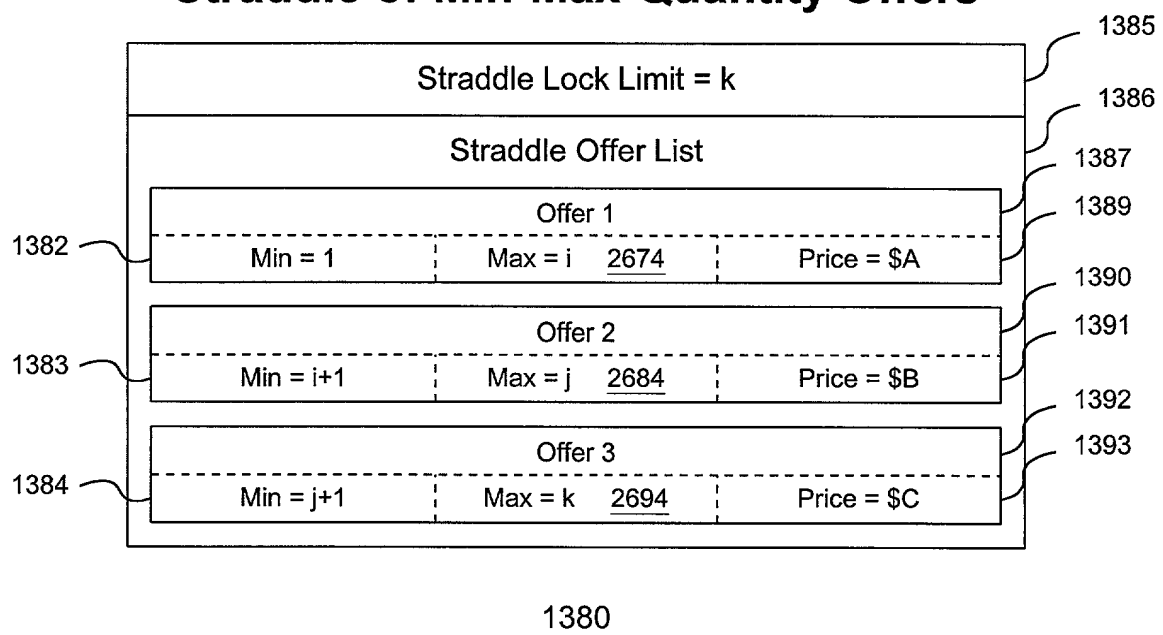 Straddle of Min-Max Quantity Offers
1385
Straddle Lock Limit = k
1386
Straddle Offer List
1387
Offer 1
1389
1382
Min = 1 Max = i 2674 Price = $A
1390
Offer 2
1391
1383
Min = i+1 Max = j 2684 Price = $B
1392
Offer 3
1393
1384
Min = j+1 Max = k 2694 Price = $C
1380